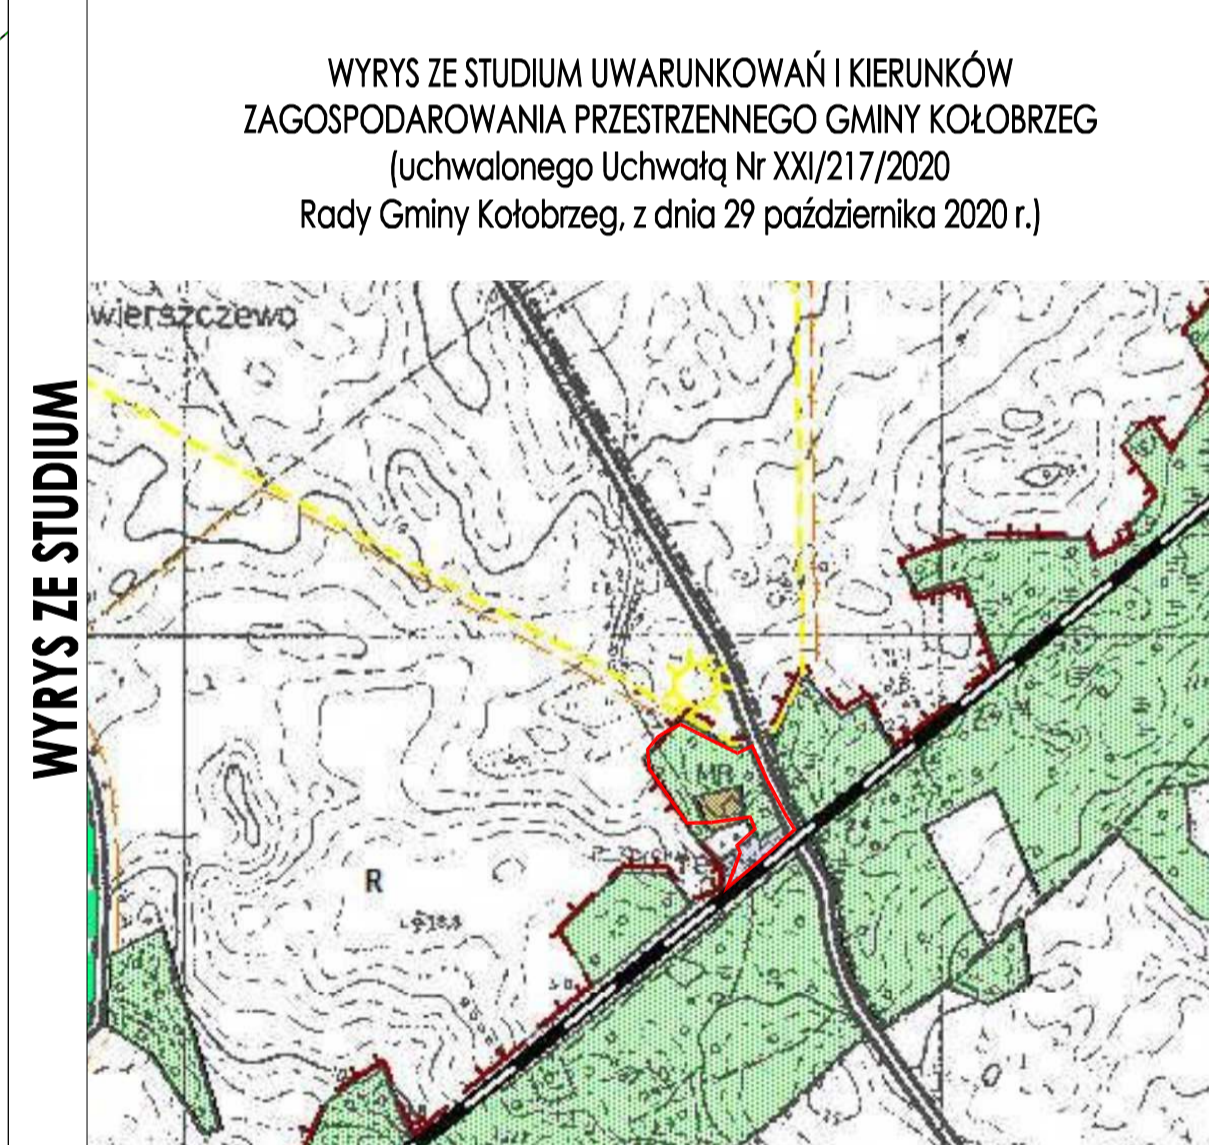 WYRYS ZE STUDIUM UWARUNKOWAŃ I KIERUNKÓW
ZAGOSPODAROWANIA PRZESTRZENNEGO GMINY KOŁOBRZEG
(uchwalonego Uchwałą Nr XXI/217/2020
Rady Gminy Kołobrzeg, z dnia 29 października 2020 r.)
WYRYS ZE STUDIUM
wierszczewo
MR
R